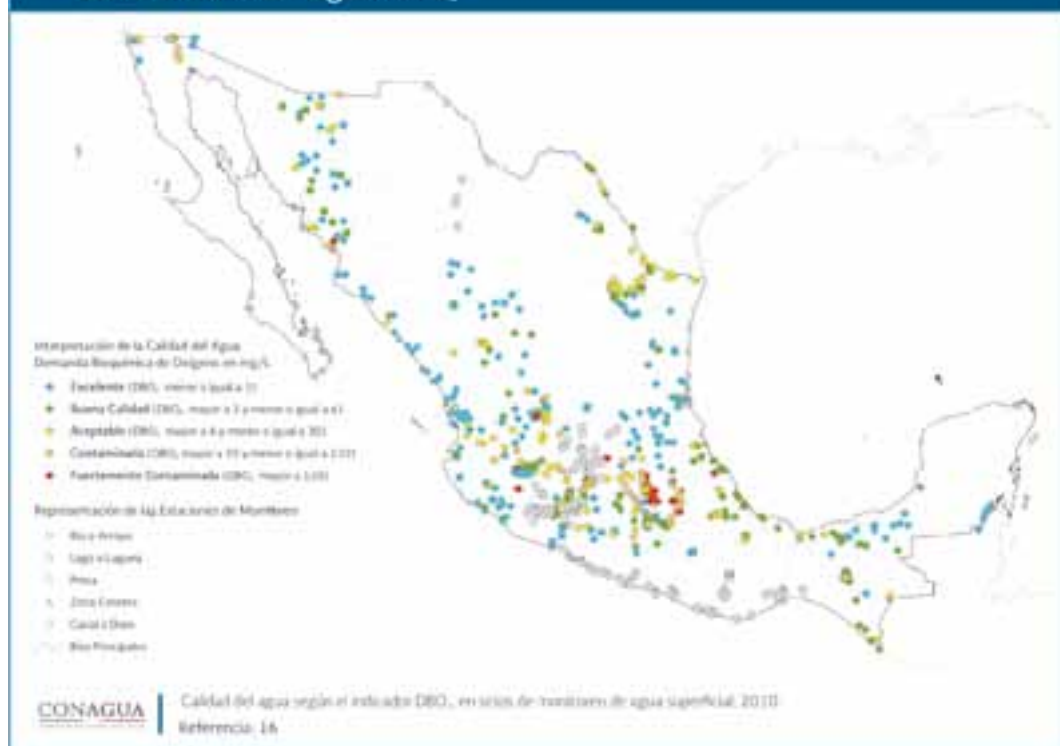 Interpretación de la Calidad del Agua
Demanda Bioquímica de Oxígeno en mg/L
Excelente (DBO₅ menor o igual a 3)
Buena Calidad (DBO₅ mayor a 3 y menor o igual a 6)
Aceptable (DBO₅ mayor a 6 y menor o igual a 30)
Contaminada (DBO₅ mayor a 30 y menor o igual a 120)
Fuertemente Contaminada (DBO₅ mayor a 120)
Representación de las Estaciones de Monitoreo
Río o Arroyo
Lago o Laguna
Presa
Zona Costera
Canal o Dren
Ríos Principales
CONAGUA
Calidad del agua según el indicador DBO₅, en sitios de monitoreo de agua superficial, 2010
Referencia: 16